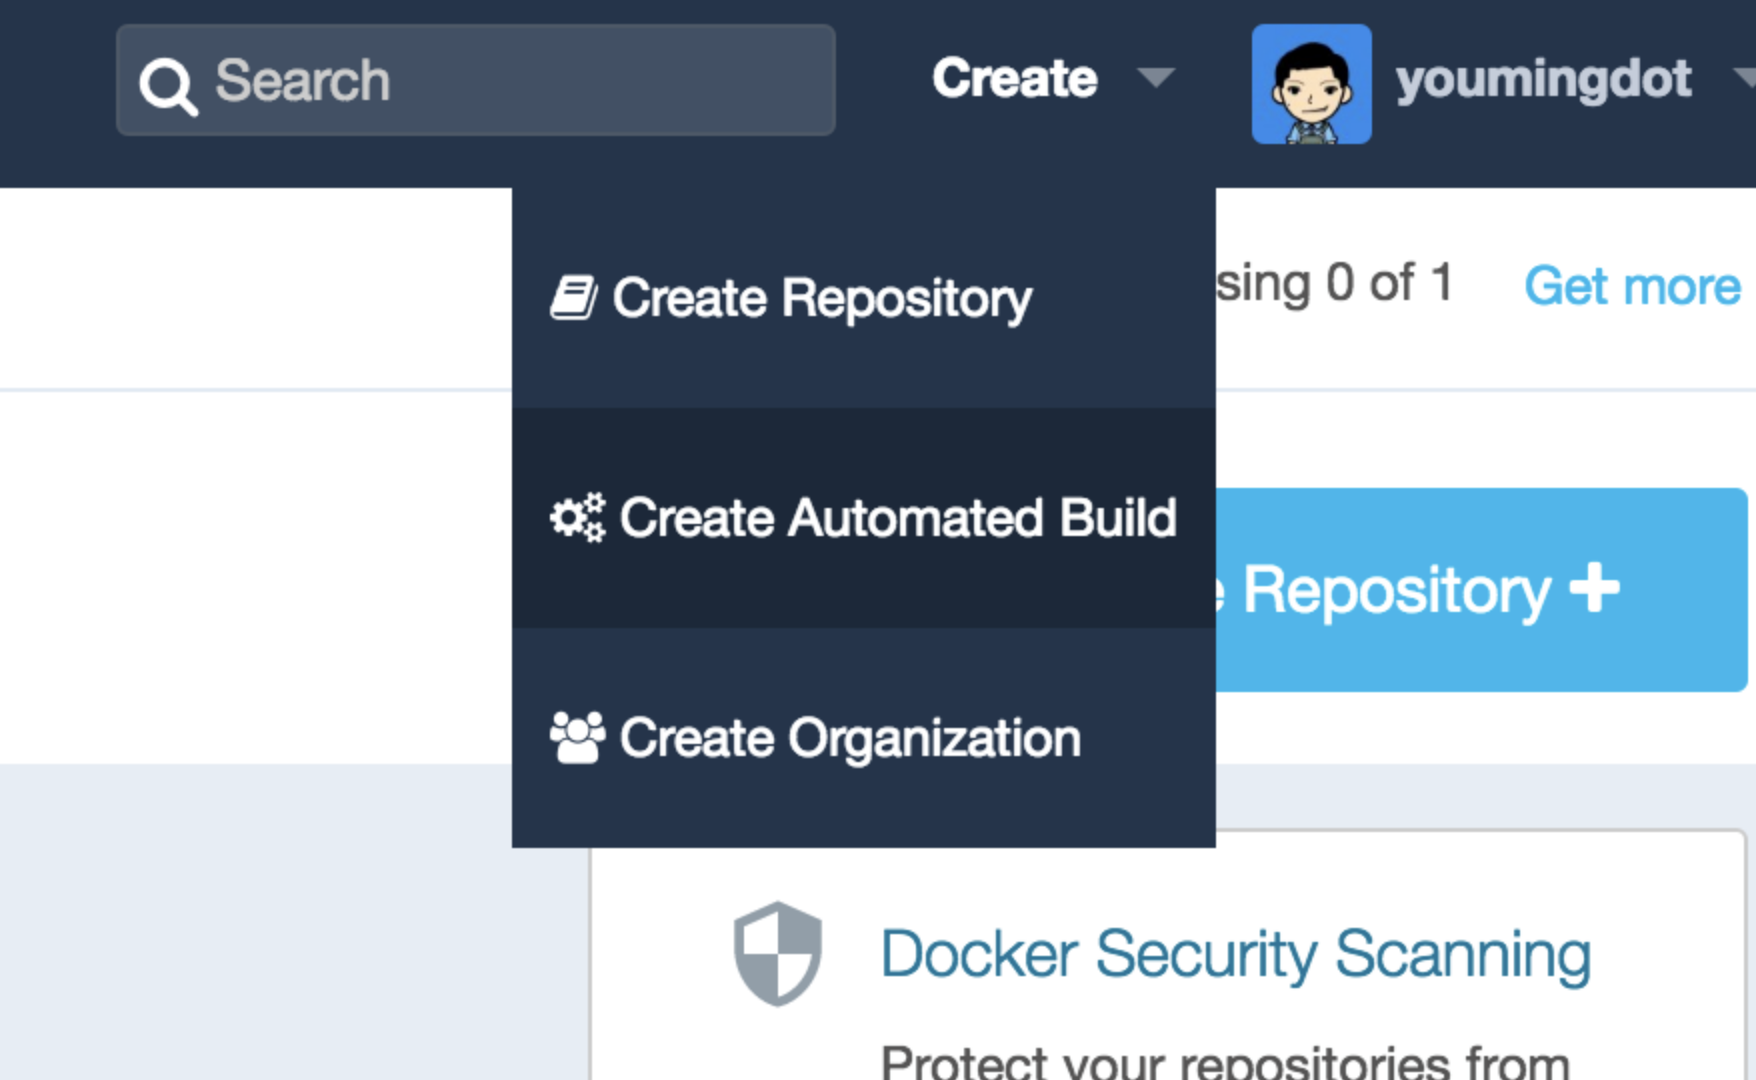 Search
Create
youmingdot
Create Repository
sing 0 of 1
Get more
Create Automated Build
Repository
Create Organization
Docker Security Scanning
Protect your repositories from